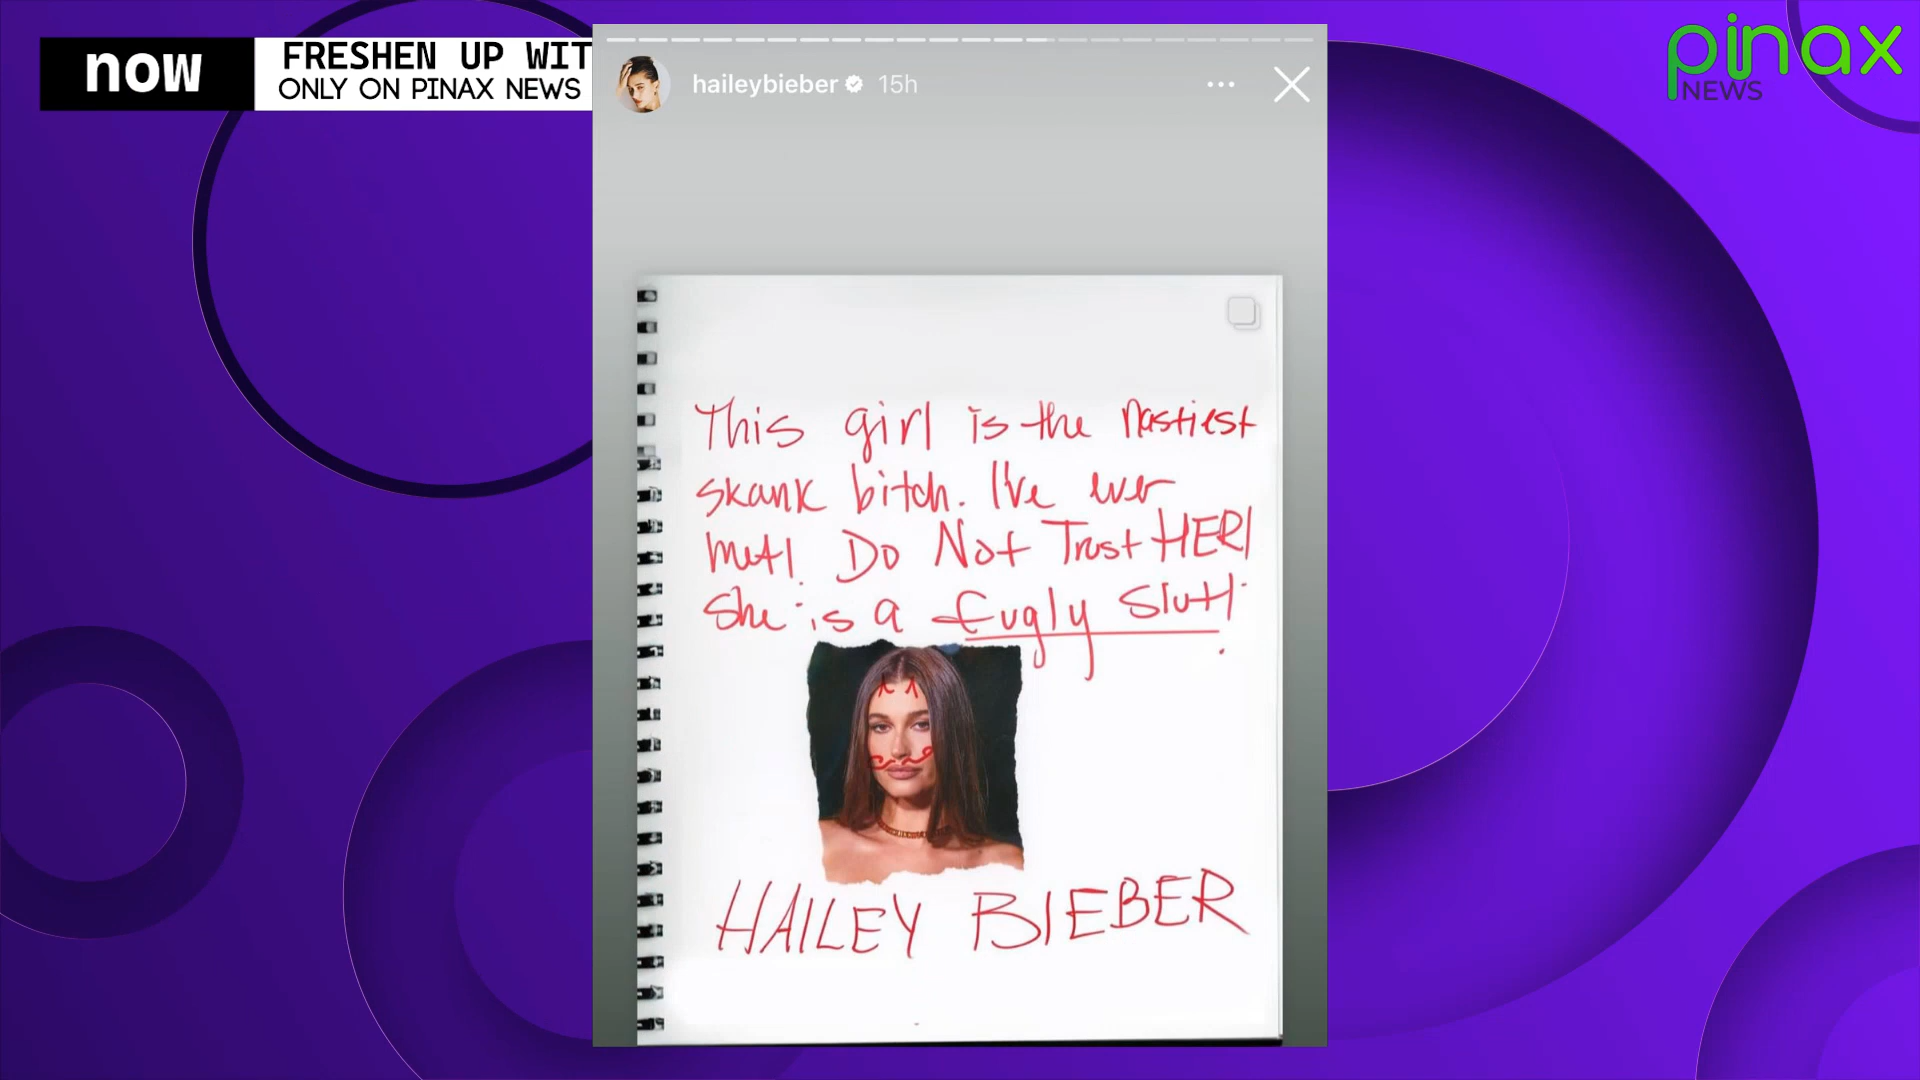 now
FRESHEN UP WIT
ONLY ON PINAX NEWS
pinax
NEWS
haileybieber 15h
This girl is the nastiest
skank bitch. I've ever
met!. Do Not Trust HER!
She is a fugly slut!
HAILEY BIEBER